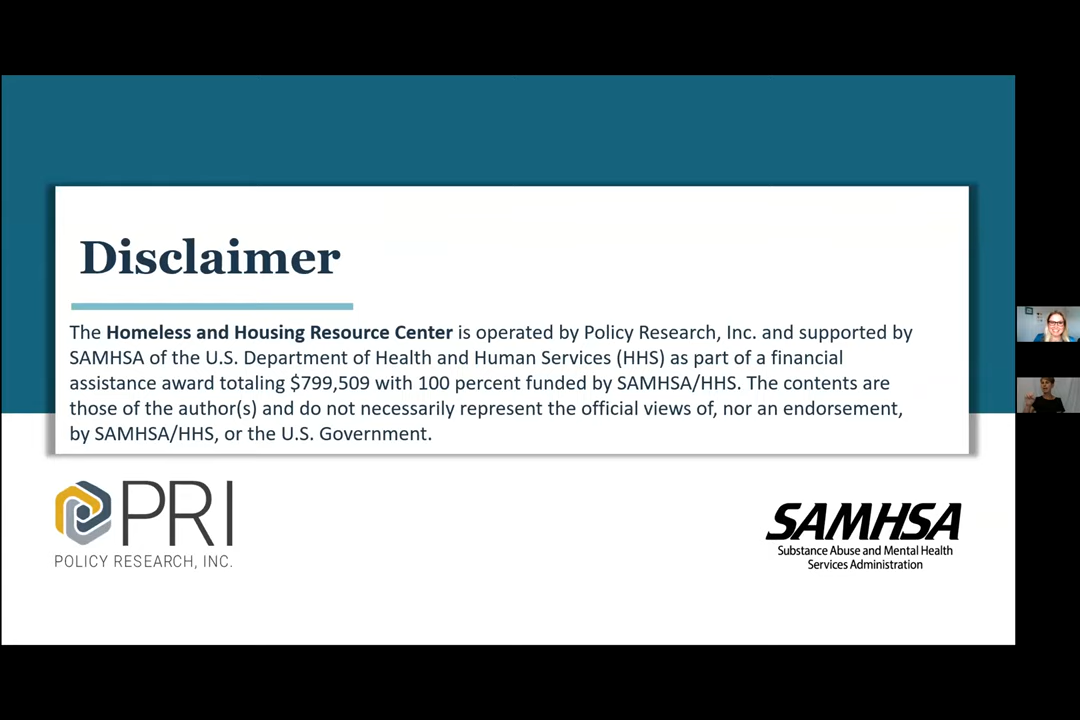 Disclaimer
The Homeless and Housing Resource Center is operated by Policy Research, Inc. and supported by
SAMHSA of the U.S. Department of Health and Human Services (HHS) as part of a financial
assistance award totaling $799,509 with 100 percent funded by SAMHSA/HHS. The contents are
those of the author(s) and do not necessarily represent the official views of, nor an endorsement,
by SAMHSA/HHS, or the U.S. Government.
PRI
POLICY RESEARCH, INC.
SAMHSA
Substance Abuse and Mental Health
Services Administration